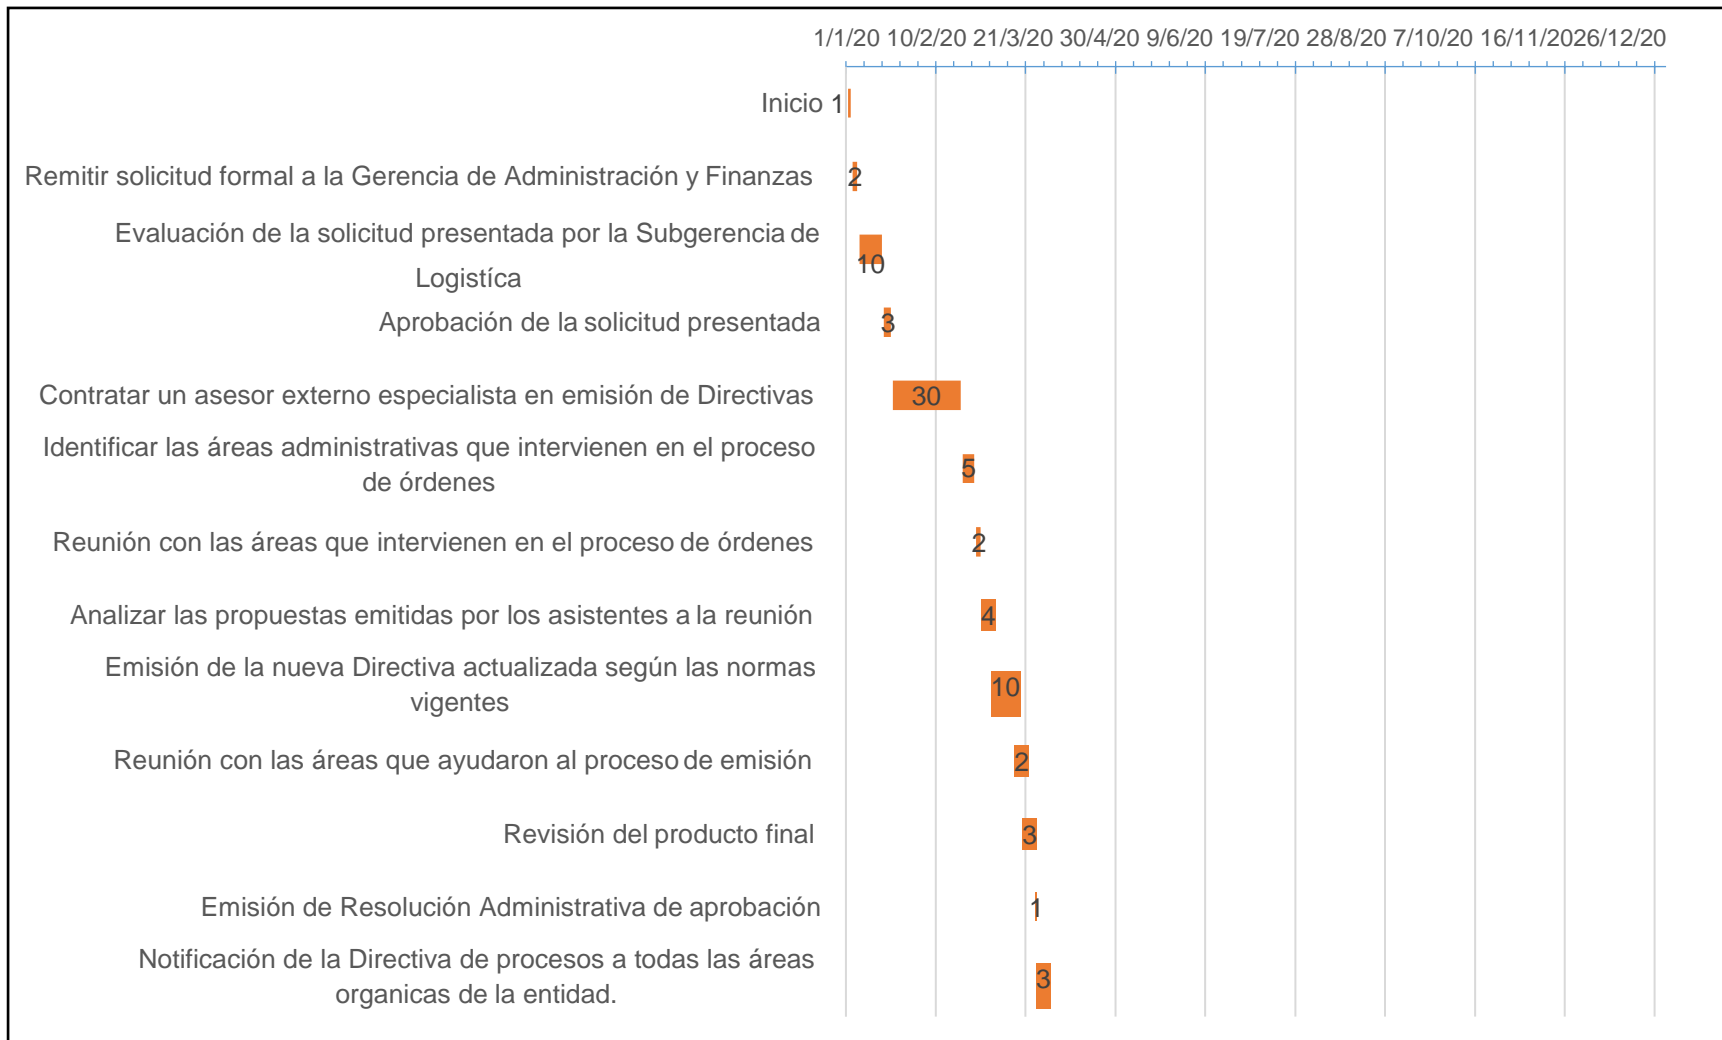 1/1/20 10/2/20 21/3/20 30/4/20 9/6/20 19/7/20 28/8/20 7/10/20 16/11/2026/12/20
Inicio 1
Remitir solicitud formal a la Gerencia de Administración y Finanzas 2
Evaluación de la solicitud presentada por la Subgerencia de
Logistíca 10
Aprobación de la solicitud presentada 3
Contratar un asesor externo especialista en emisión de Directivas 30
Identificar las áreas administrativas que intervienen en el proceso
de órdenes 5
Reunión con las áreas que intervienen en el proceso de órdenes 2
Analizar las propuestas emitidas por los asistentes a la reunión 4
Emisión de la nueva Directiva actualizada según las normas
vigentes 10
Reunión con las áreas que ayudaron al proceso de emisión 2
Revisión del producto final 3
Emisión de Resolución Administrativa de aprobación 1
Notificación de la Directiva de procesos a todas las áreas
organicas de la entidad. 3